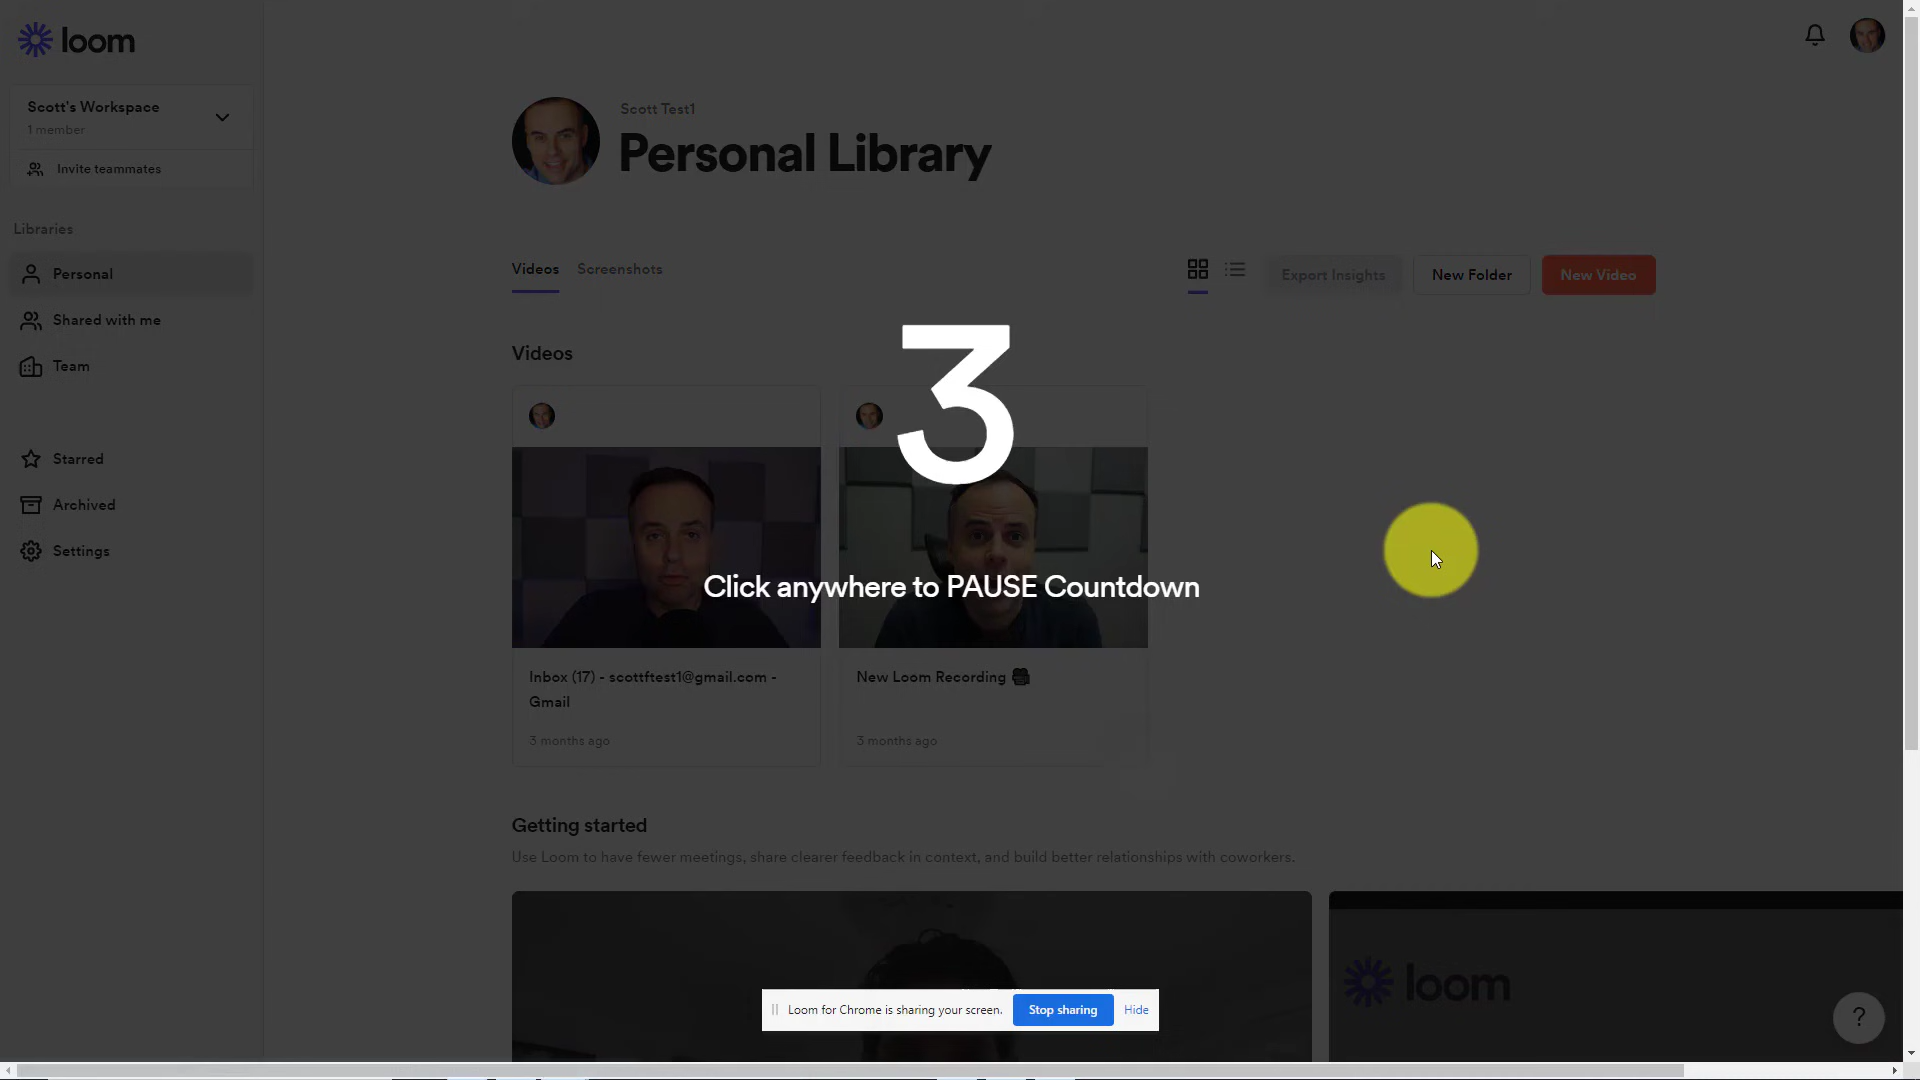 loom
Scott's Workspace
1 member
Invite teammates
Libraries
Personal
Shared with me
Team
Starred
Archived
Settings
Scott Test1
Personal Library
Videos
Screenshots
Export Insights
New Folder
New Video
Videos
3
Click anywhere to PAUSE Countdown
Inbox (17) - scottftest1@gmail.com -
Gmail
3 months ago
New Loom Recording
3 months ago
Getting started
Use Loom to have fewer meetings, share clearer feedback in context, and build better relationships with coworkers.
loom
Loom for Chrome is sharing your screen.
Stop sharing
Hide
?